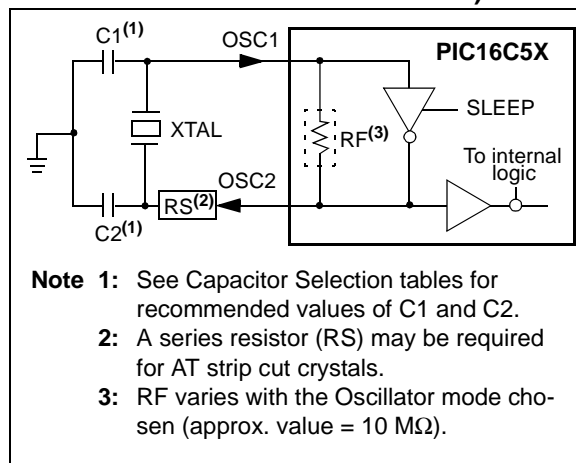 C1(1)
OSC1
PIC16C5X
SLEEP
XTAL
RF(3)
To internal
logic
OSC2
RS(2)
C2(1)
Note 1: See Capacitor Selection tables for
recommended values of C1 and C2.
2: A series resistor (RS) may be required
for AT strip cut crystals.
3: RF varies with the Oscillator mode cho-
sen (approx. value = 10 MΩ).